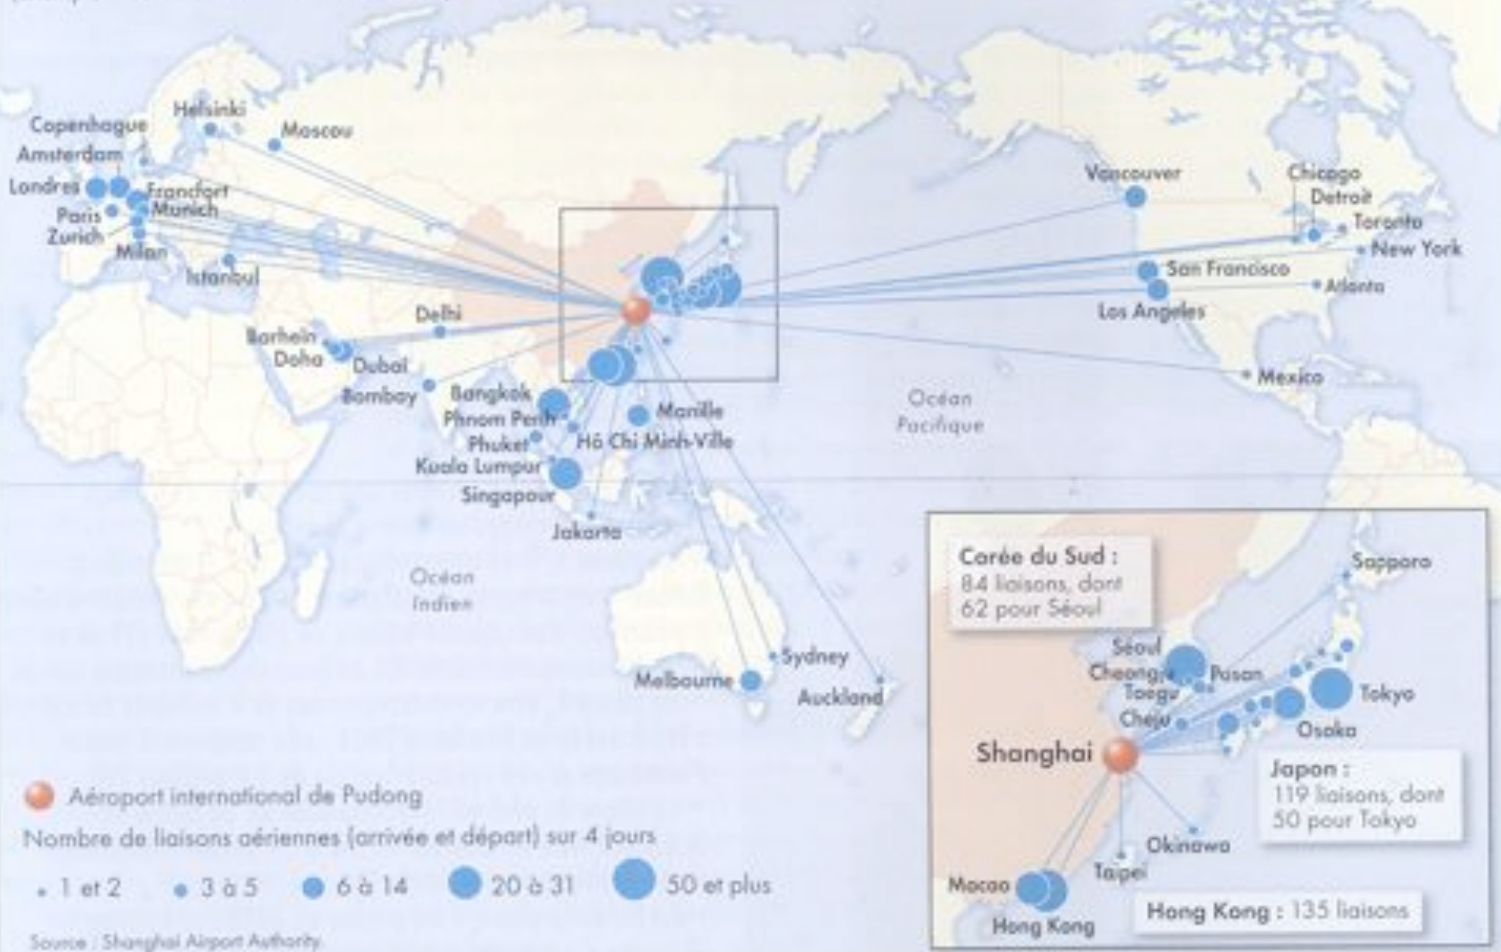 Helsinki
Copenhague
Moscou
Amsterdam
Londres
Francfort
Munich
Paris
Zurich
Milan
Istanbul
Delhi
Barhein
Doha
Dubaï
Bombay
Bangkok
Phnom Penh
Phuket
Kuala Lumpur
Singapour
Jakarta
Manille
Hô Chi Minh-Ville
Vancouver
Chicago
Detroit
Toronto
New York
San Francisco
Atlanta
Los Angeles
Mexico
Océan
Pacifique
Océan
Indien
Sydney
Melbourne
Auckland
Corée du Sud :
84 liaisons, dont
62 pour Séoul
Sapporo
Séoul
Cheongju
Pusan
Taegu
Cheju
Tokyo
Osaka
Shanghai
Japon :
119 liaisons, dont
50 pour Tokyo
Okinawa
Taipei
Macao
Hong Kong
Hong Kong : 135 liaisons
Aéroport international de Pudong
Nombre de liaisons aériennes (arrivée et départ) sur 4 jours
1 et 2
3 à 5
6 à 14
20 à 31
50 et plus
Source : Shanghai Airport Authority.